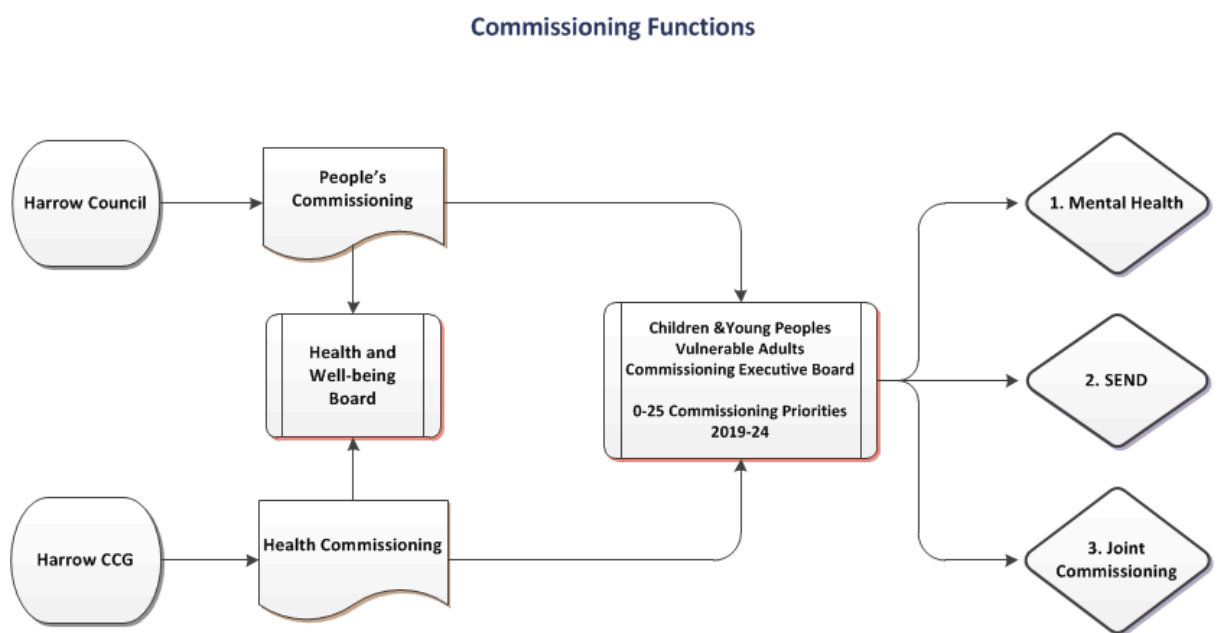 Commissioning Functions
Harrow Council
People's
Commissioning
1. Mental Health
Health and
Well-being
Board
Children &Young Peoples
Vulnerable Adults
Commissioning Executive Board
0-25 Commissioning Priorities
2019-24
2. SEND
Harrow CCG
Health Commissioning
3. Joint
Commissioning